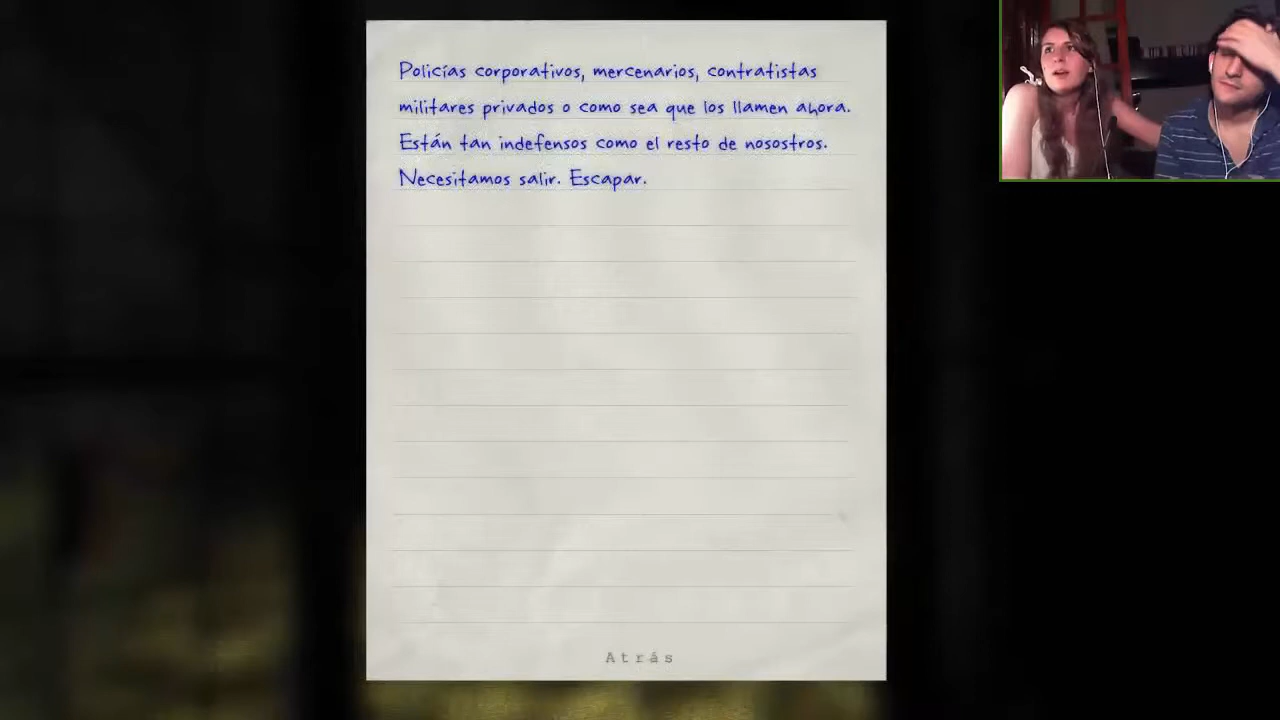 Policías corporativos, mercenarios, contratistas
militares privados o como sea que los llamen ahora.
Están tan indefensos como el resto de nosostros.
Necesitamos salir. Escapar.
Atrás